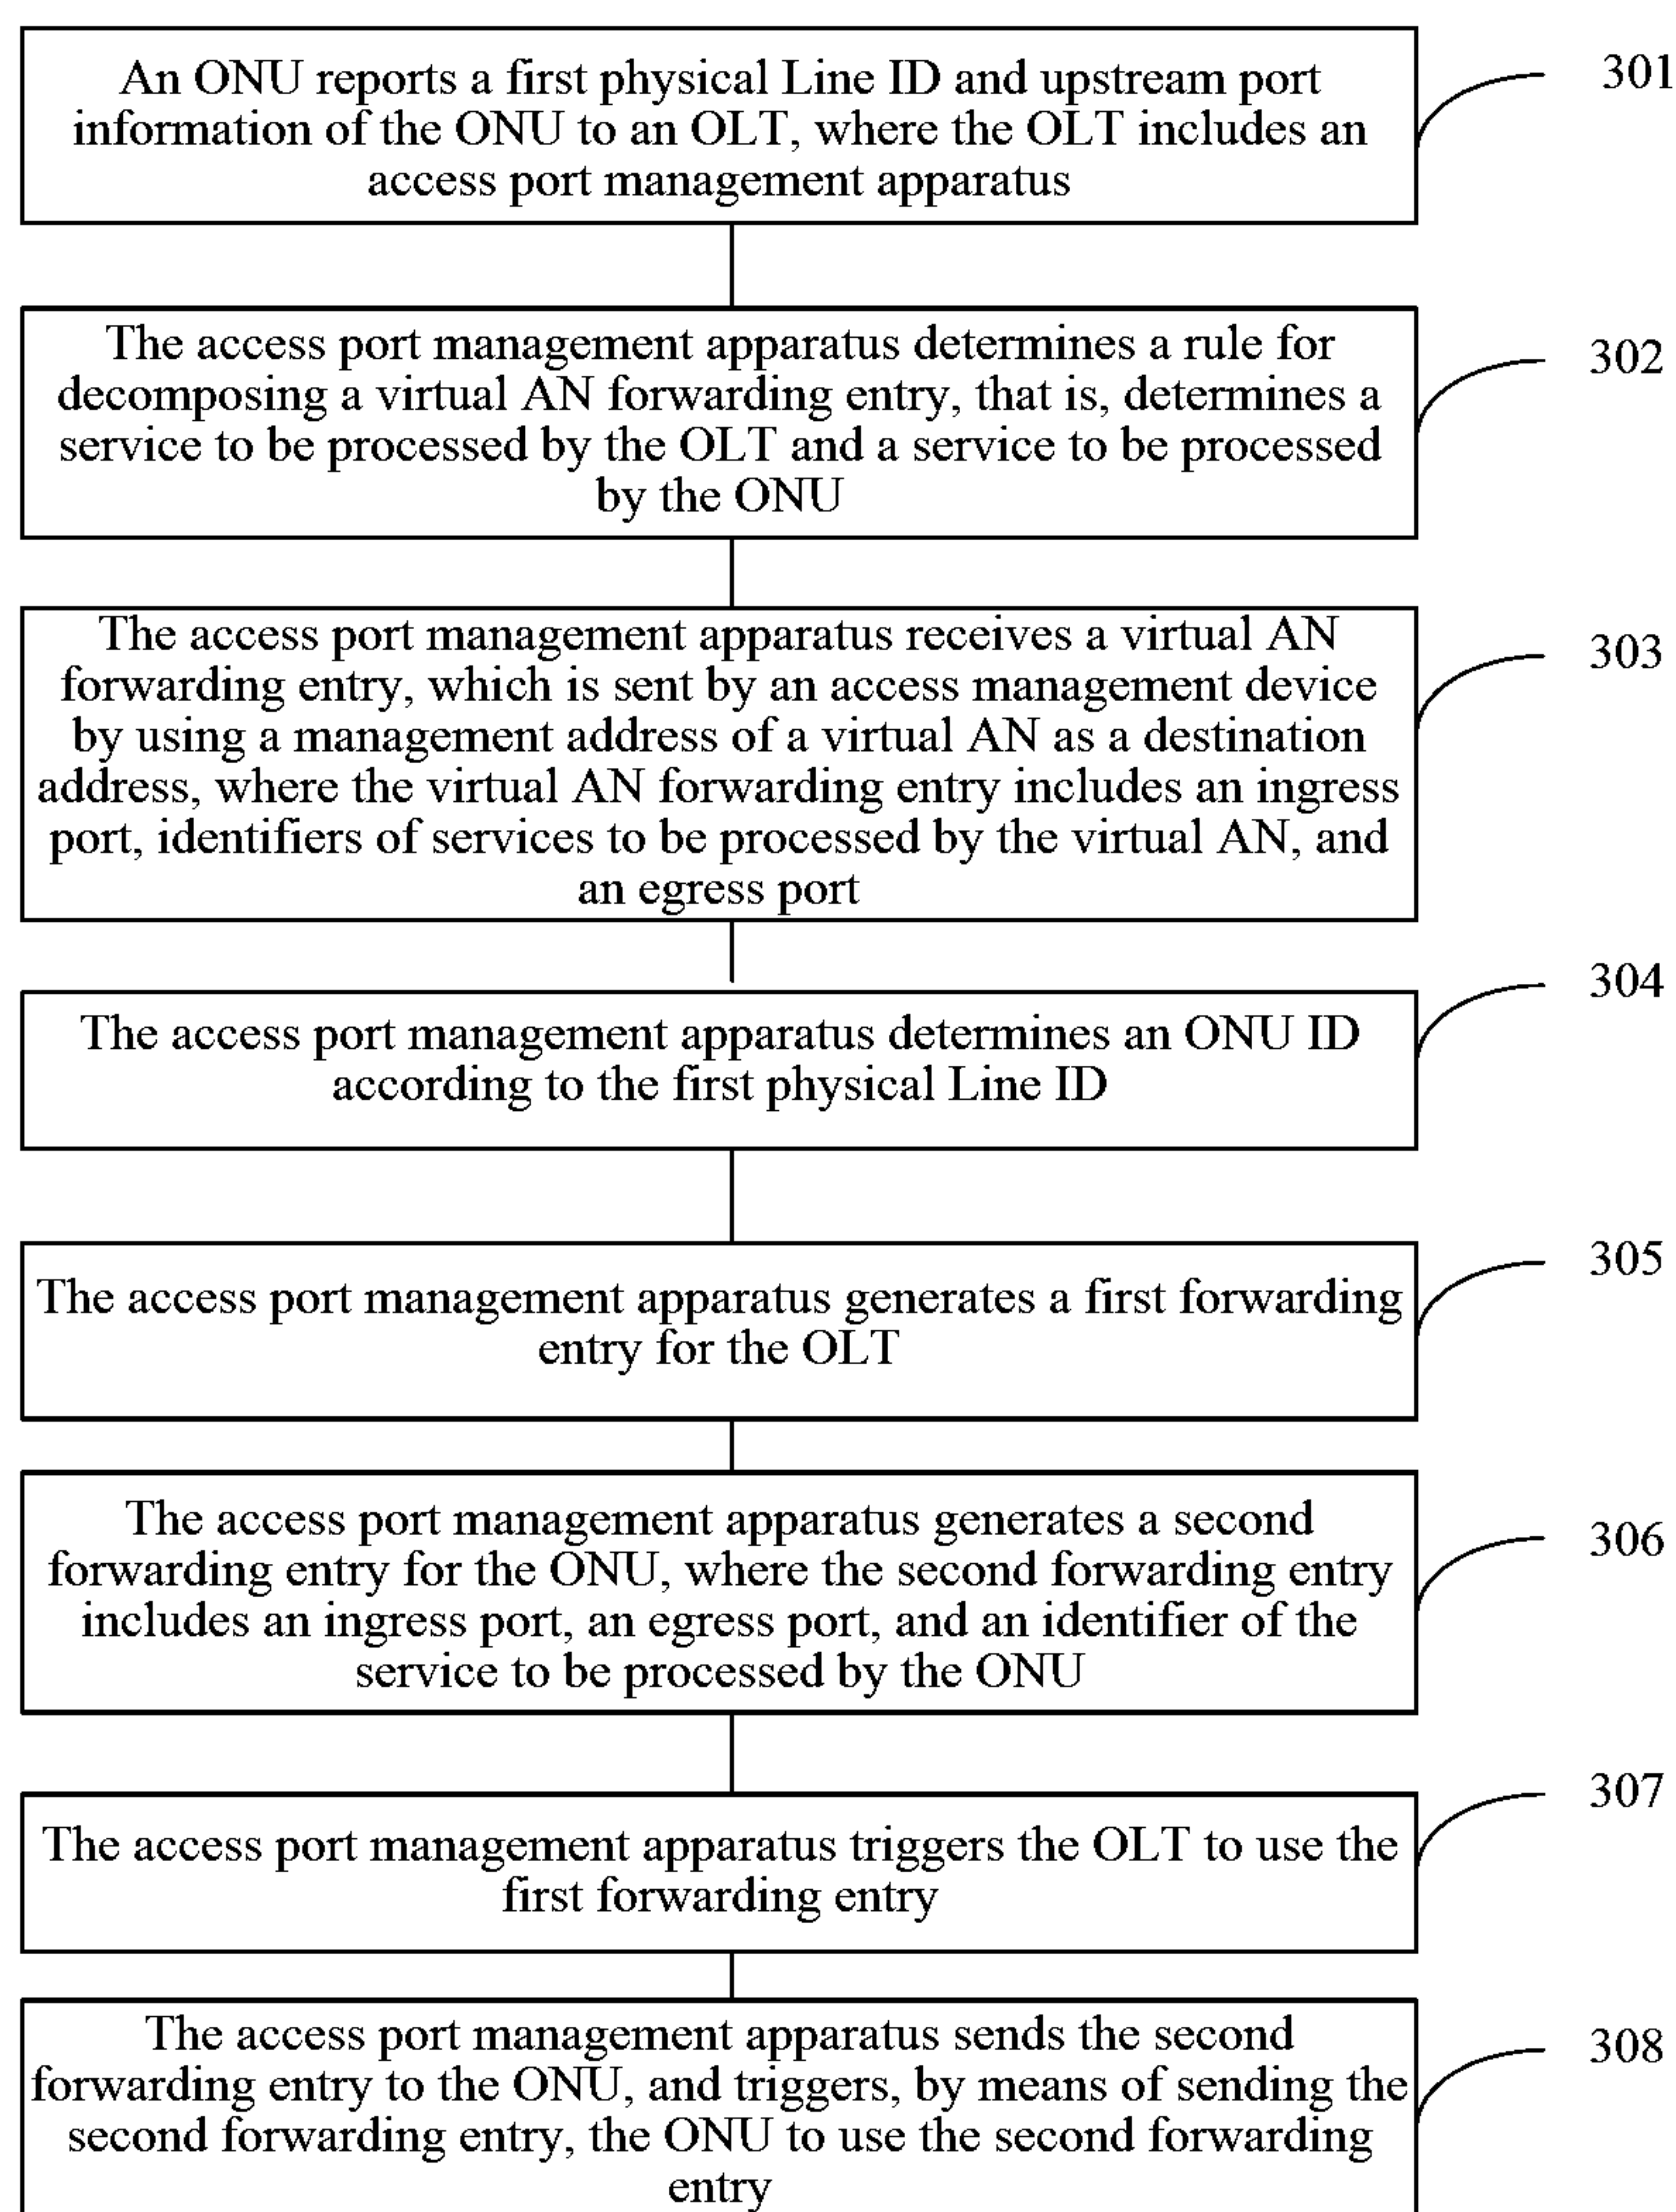 An ONU reports a first physical Line ID and upstream port
information of the ONU to an OLT, where the OLT includes an
access port management apparatus
301
The access port management apparatus determines a rule for
decomposing a virtual AN forwarding entry, that is, determines a
service to be processed by the OLT and a service to be processed
by the ONU
302
The access port management apparatus receives a virtual AN
forwarding entry, which is sent by an access management device
by using a management address of a virtual AN as a destination
address, where the virtual AN forwarding entry includes an ingress
port, identifiers of services to be processed by the virtual AN, and
an egress port
303
The access port management apparatus determines an ONU ID
according to the first physical Line ID
304
The access port management apparatus generates a first forwarding
entry for the OLT
305
The access port management apparatus generates a second
forwarding entry for the ONU, where the second forwarding entry
includes an ingress port, an egress port, and an identifier of the
service to be processed by the ONU
306
The access port management apparatus triggers the OLT to use the
first forwarding entry
307
The access port management apparatus sends the second
forwarding entry to the ONU, and triggers, by means of sending the
second forwarding entry, the ONU to use the second forwarding
entry
308